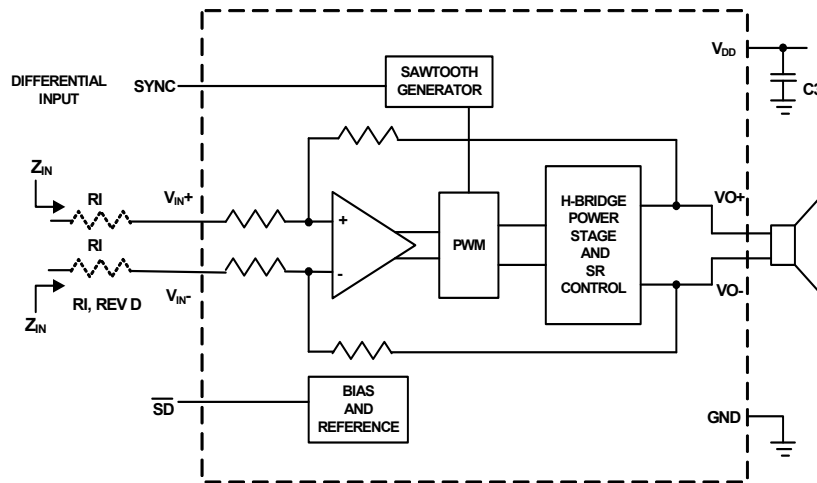 V_DD
SAWTOOTH
GENERATOR
DIFFERENTIAL
INPUT
SYNC
C3
Z_IN
RI
V_IN+
+
H-BRIDGE
POWER
STAGE
AND
SR
CONTROL
VO+
RI
PWM
-
RI, REV D
V_IN-
VO-
Z_IN
BIAS
AND
REFERENCE
SD
GND